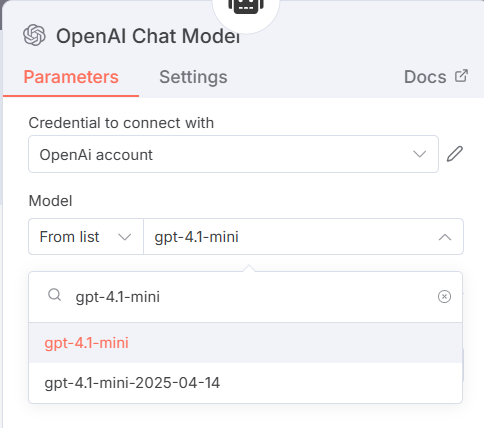 OpenAI Chat Model
Parameters Settings Docs
Credential to connect with
OpenAi account
Model
From list gpt-4.1-mini
gpt-4.1-mini
gpt-4.1-mini
gpt-4.1-mini-2025-04-14